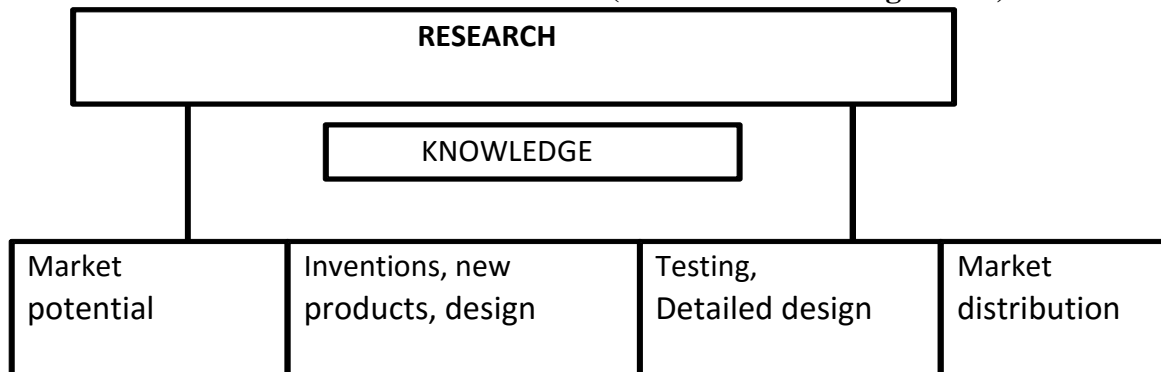 RESEARCH
KNOWLEDGE
Market
potential
Inventions, new
products, design
Testing,
Detailed design
Market
distribution